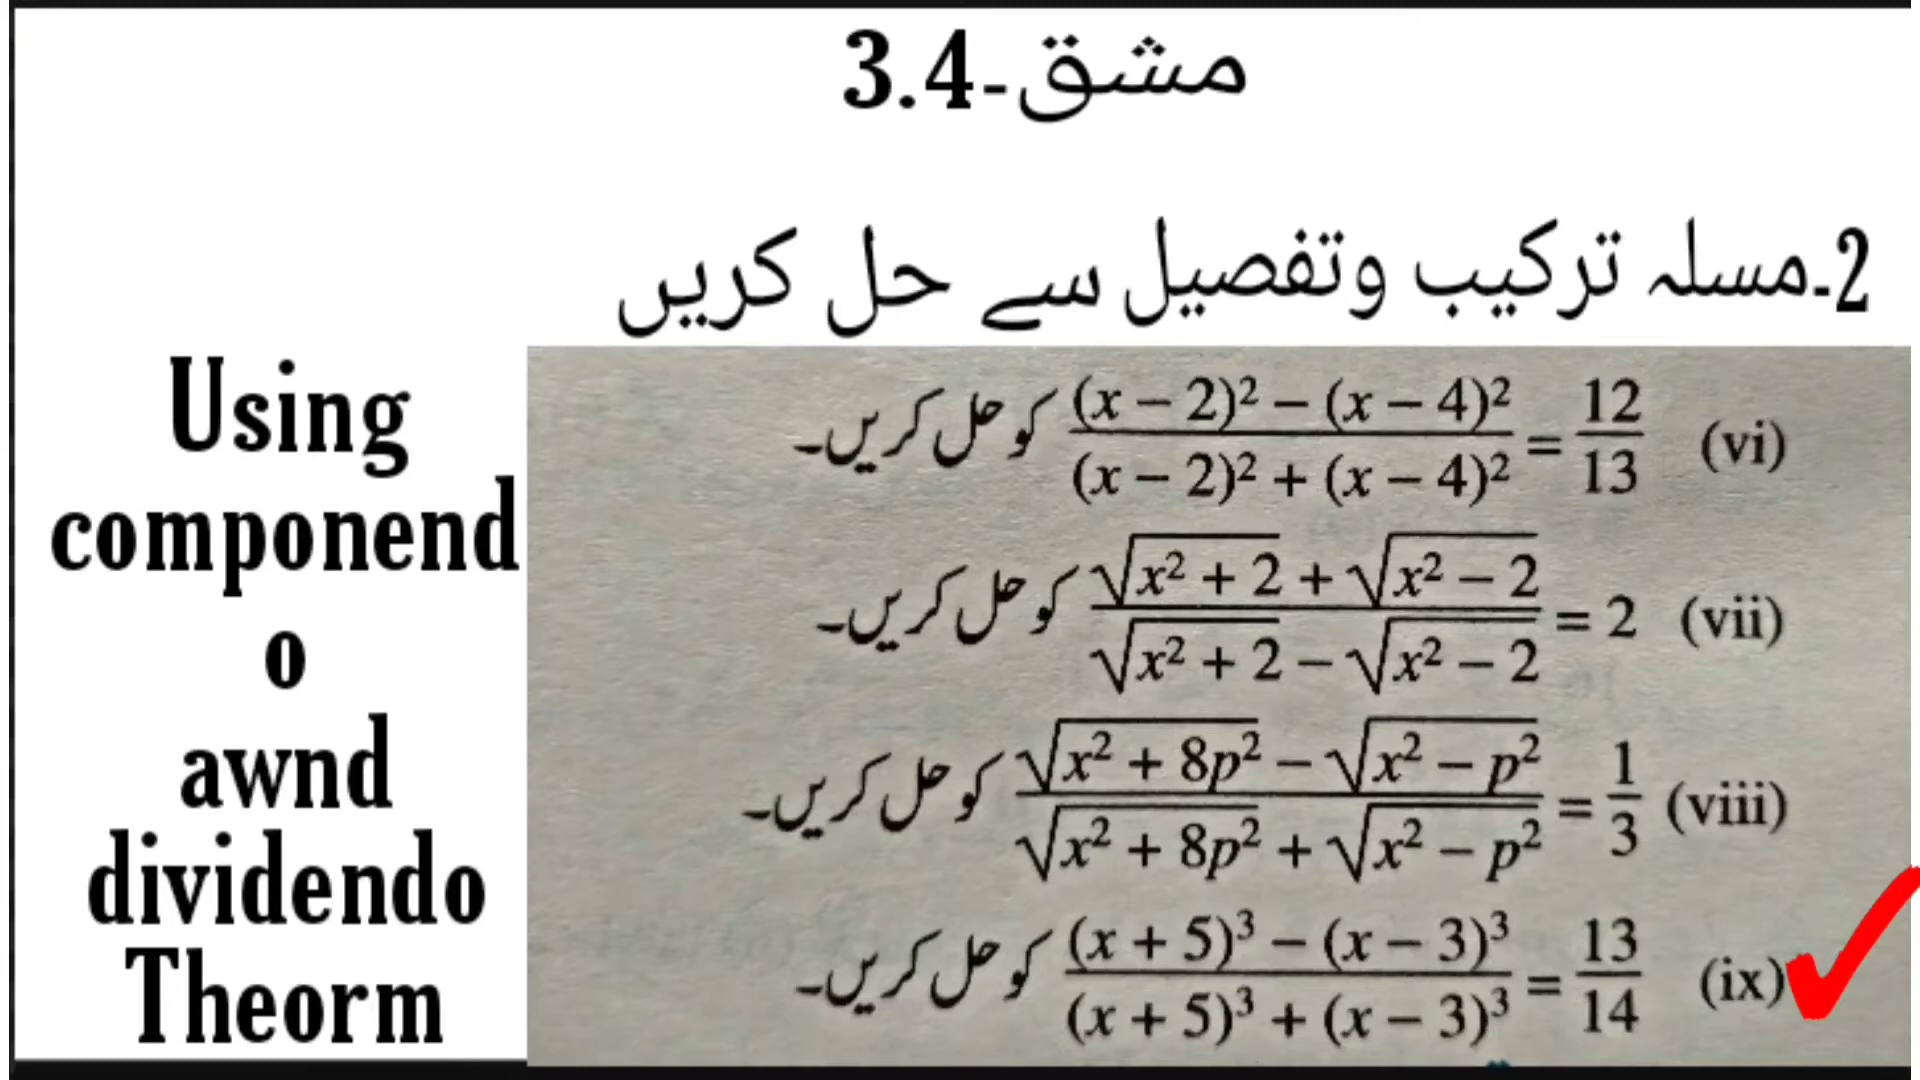 مشق-3.4
2-مسلہ ترکیب وتفصیل سے حل کریں
Using
componend
o
awnd
dividendo
Theorm
(vi) (x – 2)² – (x – 4)² / (x – 2)² + (x – 4)² = 12/13 کو حل کریں۔
(vii) √(x² + 2) + √(x² – 2) / √(x² + 2) – √(x² – 2) = 2 کو حل کریں۔
(viii) √(x² + 8p²) – √(x² – p²) / √(x² + 8p²) + √(x² – p²) = 1/3 کو حل کریں۔
(ix) (x + 5)³ – (x – 3)³ / (x + 5)³ + (x – 3)³ = 13/14 کو حل کریں۔